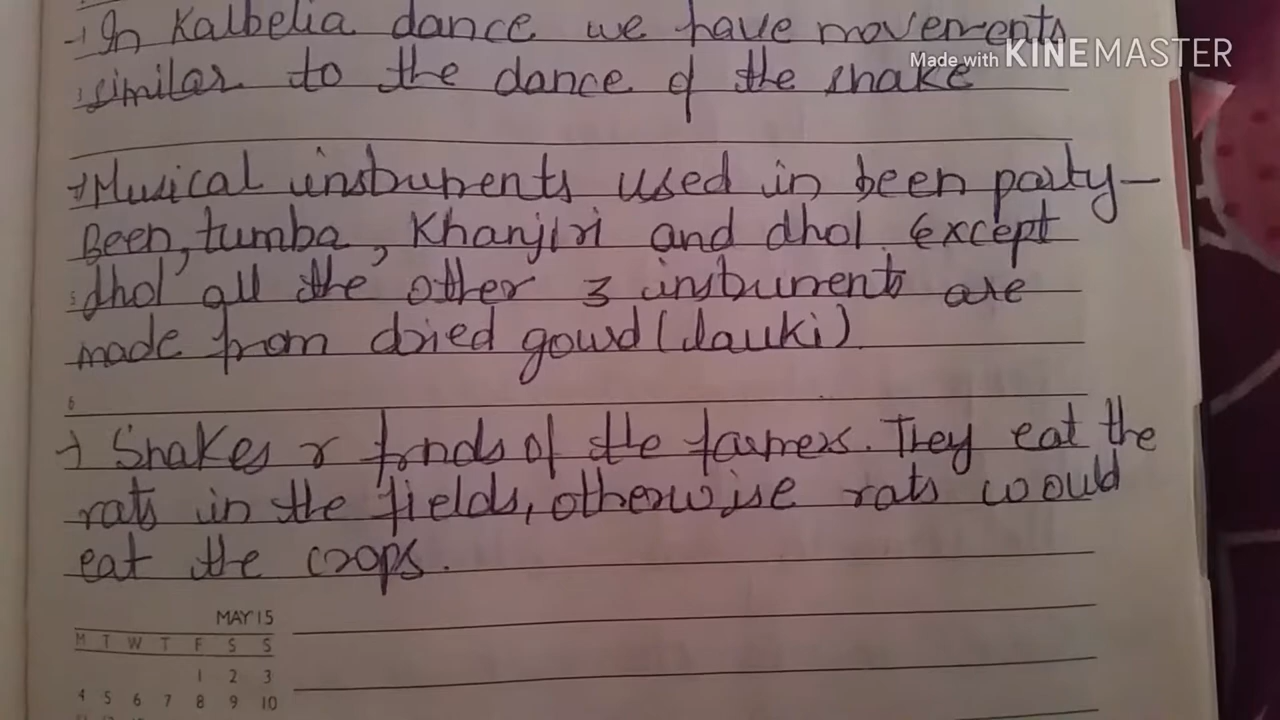 → In Kalbelia dance we have movements
Made with KINEMASTER
similar to the dance of the snake
→ Musical instruments used in been party—
Been, tumba, Khanjiri and dhol. Except
dhol all the other 3 instruments are
made from dried gourd (lauki)
6
→ Snakes r frnds of the farmers. They eat the
rats in the fields, otherwise rats would
eat the crops.
MAY 15
M T W T F S S
1 2 3
4 5 6 7 8 9 10